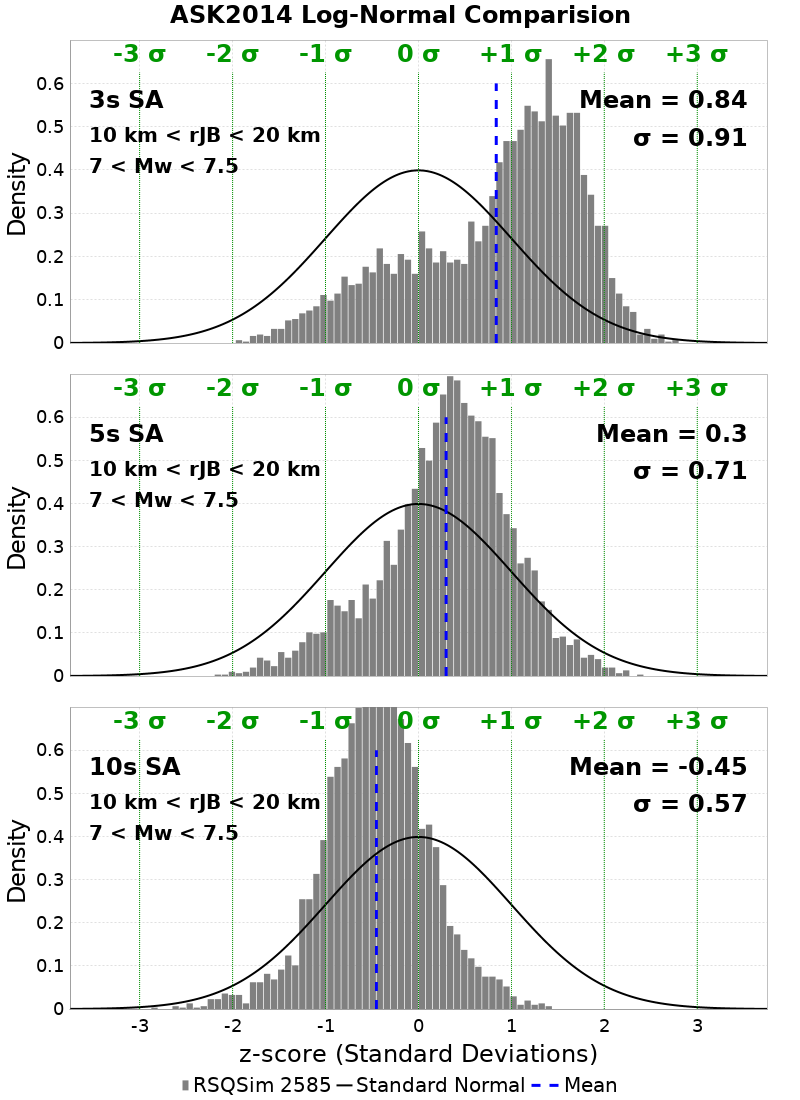 ASK2014 Log-Normal Comparision
-3 σ -2 σ -1 σ 0 σ +1 σ +2 σ +3 σ
3s SA
10 km < rJB < 20 km
7 < Mw < 7.5
Mean = 0.84
σ = 0.91
Density
0.6
0.5
0.4
0.3
0.2
0.1
0
-3 σ -2 σ -1 σ 0 σ +1 σ +2 σ +3 σ
5s SA
10 km < rJB < 20 km
7 < Mw < 7.5
Mean = 0.3
σ = 0.71
Density
0.6
0.5
0.4
0.3
0.2
0.1
0
-3 σ -2 σ -1 σ 0 σ +1 σ +2 σ +3 σ
10s SA
10 km < rJB < 20 km
7 < Mw < 7.5
Mean = -0.45
σ = 0.57
Density
0.6
0.5
0.4
0.3
0.2
0.1
0
-3 -2 -1 0 1 2 3
z-score (Standard Deviations)
RSQSim 2585 Standard Normal Mean